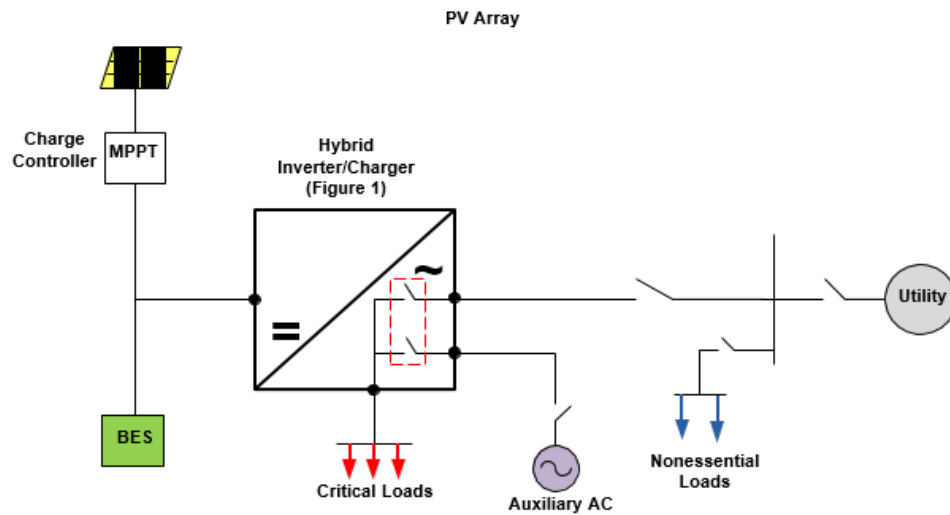 PV Array
Charge
Controller
MPPT
Hybrid
Inverter/Charger
(Figure 1)
~
=
Utility
BES
Critical Loads
Auxiliary AC
Nonessential
Loads